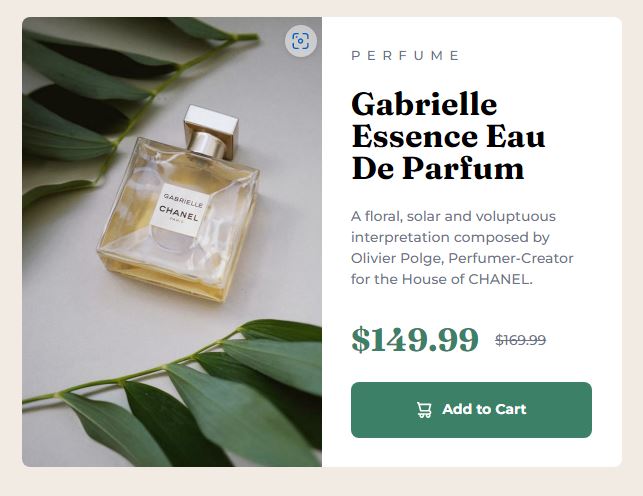 GABRIELLE
CHANEL
PARIS
PERFUME
Gabrielle
Essence Eau
De Parfum
A floral, solar and voluptuous
interpretation composed by
Olivier Polge, Perfumer-Creator
for the House of CHANEL.
$149.99 $169.99
Add to Cart